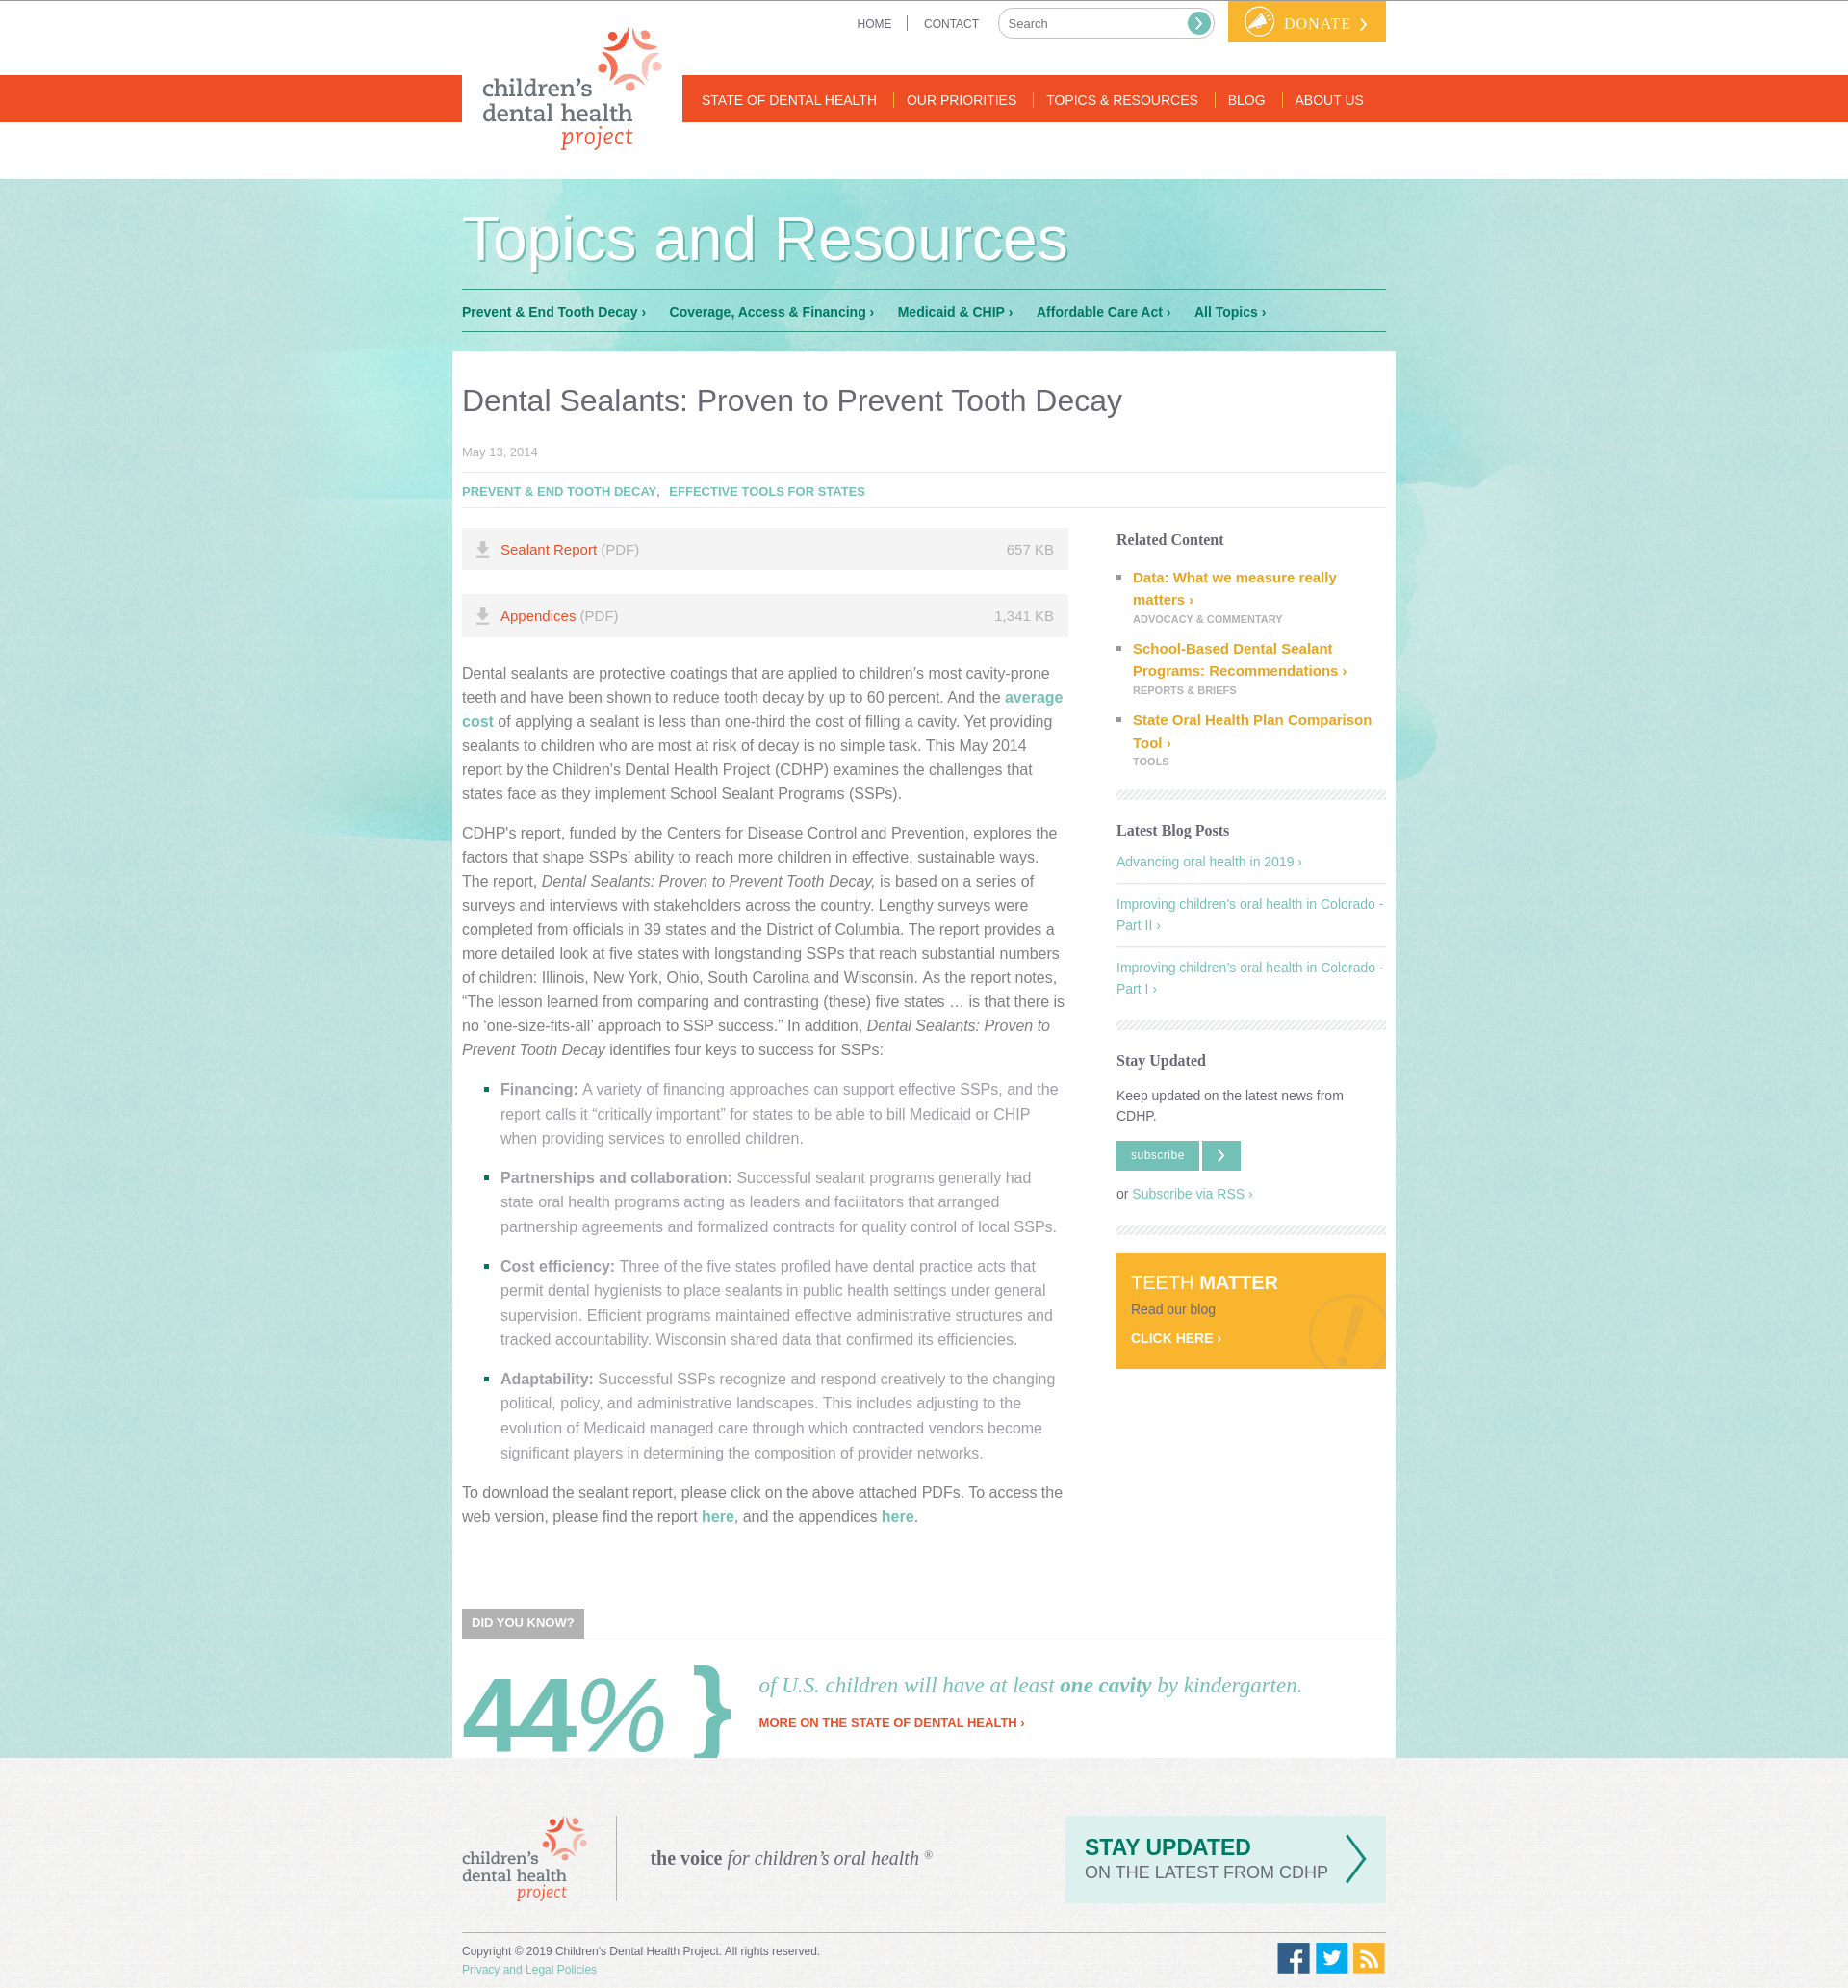 HOME
CONTACT
Search
DONATE
children's
dental health
project
STATE OF DENTAL HEALTH
OUR PRIORITIES
TOPICS & RESOURCES
BLOG
ABOUT US
Topics and Resources
Prevent & End Tooth Decay ›
Coverage, Access & Financing ›
Medicaid & CHIP ›
Affordable Care Act ›
All Topics ›
Dental Sealants: Proven to Prevent Tooth Decay
May 13, 2014
PREVENT & END TOOTH DECAY, EFFECTIVE TOOLS FOR STATES
Sealant Report (PDF) 657 KB
Appendices (PDF) 1,341 KB
Dental sealants are protective coatings that are applied to children’s most cavity-prone
teeth and have been shown to reduce tooth decay by up to 60 percent. And the average
cost of applying a sealant is less than one-third the cost of filling a cavity. Yet providing
sealants to children who are most at risk of decay is no simple task. This May 2014
report by the Children's Dental Health Project (CDHP) examines the challenges that
states face as they implement School Sealant Programs (SSPs).
CDHP's report, funded by the Centers for Disease Control and Prevention, explores the
factors that shape SSPs’ ability to reach more children in effective, sustainable ways.
The report, Dental Sealants: Proven to Prevent Tooth Decay, is based on a series of
surveys and interviews with stakeholders across the country. Lengthy surveys were
completed from officials in 39 states and the District of Columbia. The report provides a
more detailed look at five states with longstanding SSPs that reach substantial numbers
of children: Illinois, New York, Ohio, South Carolina and Wisconsin. As the report notes,
“The lesson learned from comparing and contrasting (these) five states … is that there is
no ‘one-size-fits-all’ approach to SSP success.” In addition, Dental Sealants: Proven to
Prevent Tooth Decay identifies four keys to success for SSPs:
Financing: A variety of financing approaches can support effective SSPs, and the
report calls it “critically important” for states to be able to bill Medicaid or CHIP
when providing services to enrolled children.
Partnerships and collaboration: Successful sealant programs generally had
state oral health programs acting as leaders and facilitators that arranged
partnership agreements and formalized contracts for quality control of local SSPs.
Cost efficiency: Three of the five states profiled have dental practice acts that
permit dental hygienists to place sealants in public health settings under general
supervision. Efficient programs maintained effective administrative structures and
tracked accountability. Wisconsin shared data that confirmed its efficiencies.
Adaptability: Successful SSPs recognize and respond creatively to the changing
political, policy, and administrative landscapes. This includes adjusting to the
evolution of Medicaid managed care through which contracted vendors become
significant players in determining the composition of provider networks.
To download the sealant report, please click on the above attached PDFs. To access the
web version, please find the report here, and the appendices here.
Related Content
Data: What we measure really
matters ›
ADVOCACY & COMMENTARY
School-Based Dental Sealant
Programs: Recommendations ›
REPORTS & BRIEFS
State Oral Health Plan Comparison
Tool ›
TOOLS
Latest Blog Posts
Advancing oral health in 2019 ›
Improving children's oral health in Colorado -
Part II ›
Improving children’s oral health in Colorado -
Part I ›
Stay Updated
Keep updated on the latest news from
CDHP.
subscribe
or Subscribe via RSS ›
TEETH MATTER
Read our blog
CLICK HERE ›
DID YOU KNOW?
44% }
of U.S. children will have at least one cavity by kindergarten.
MORE ON THE STATE OF DENTAL HEALTH ›
children's
dental health
project
the voice for children’s oral health ®
STAY UPDATED
ON THE LATEST FROM CDHP
Copyright © 2019 Children's Dental Health Project. All rights reserved.
Privacy and Legal Policies